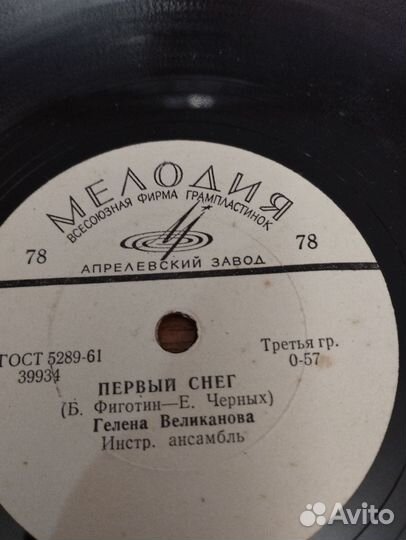 МЕЛОДИЯ
ВСЕСОЮЗНАЯ ФИРМА ГРАМПЛАСТИНОК
78 78
АПРЕЛЕВСКИЙ ЗАВОД
ГОСТ 5289-61
39934
Третья гр.
0-57
ПЕРВЫЙ СНЕГ
(Б. Фиготин—Е. Черных)
Гелена Великанова
Инстр. ансамбль
Avito